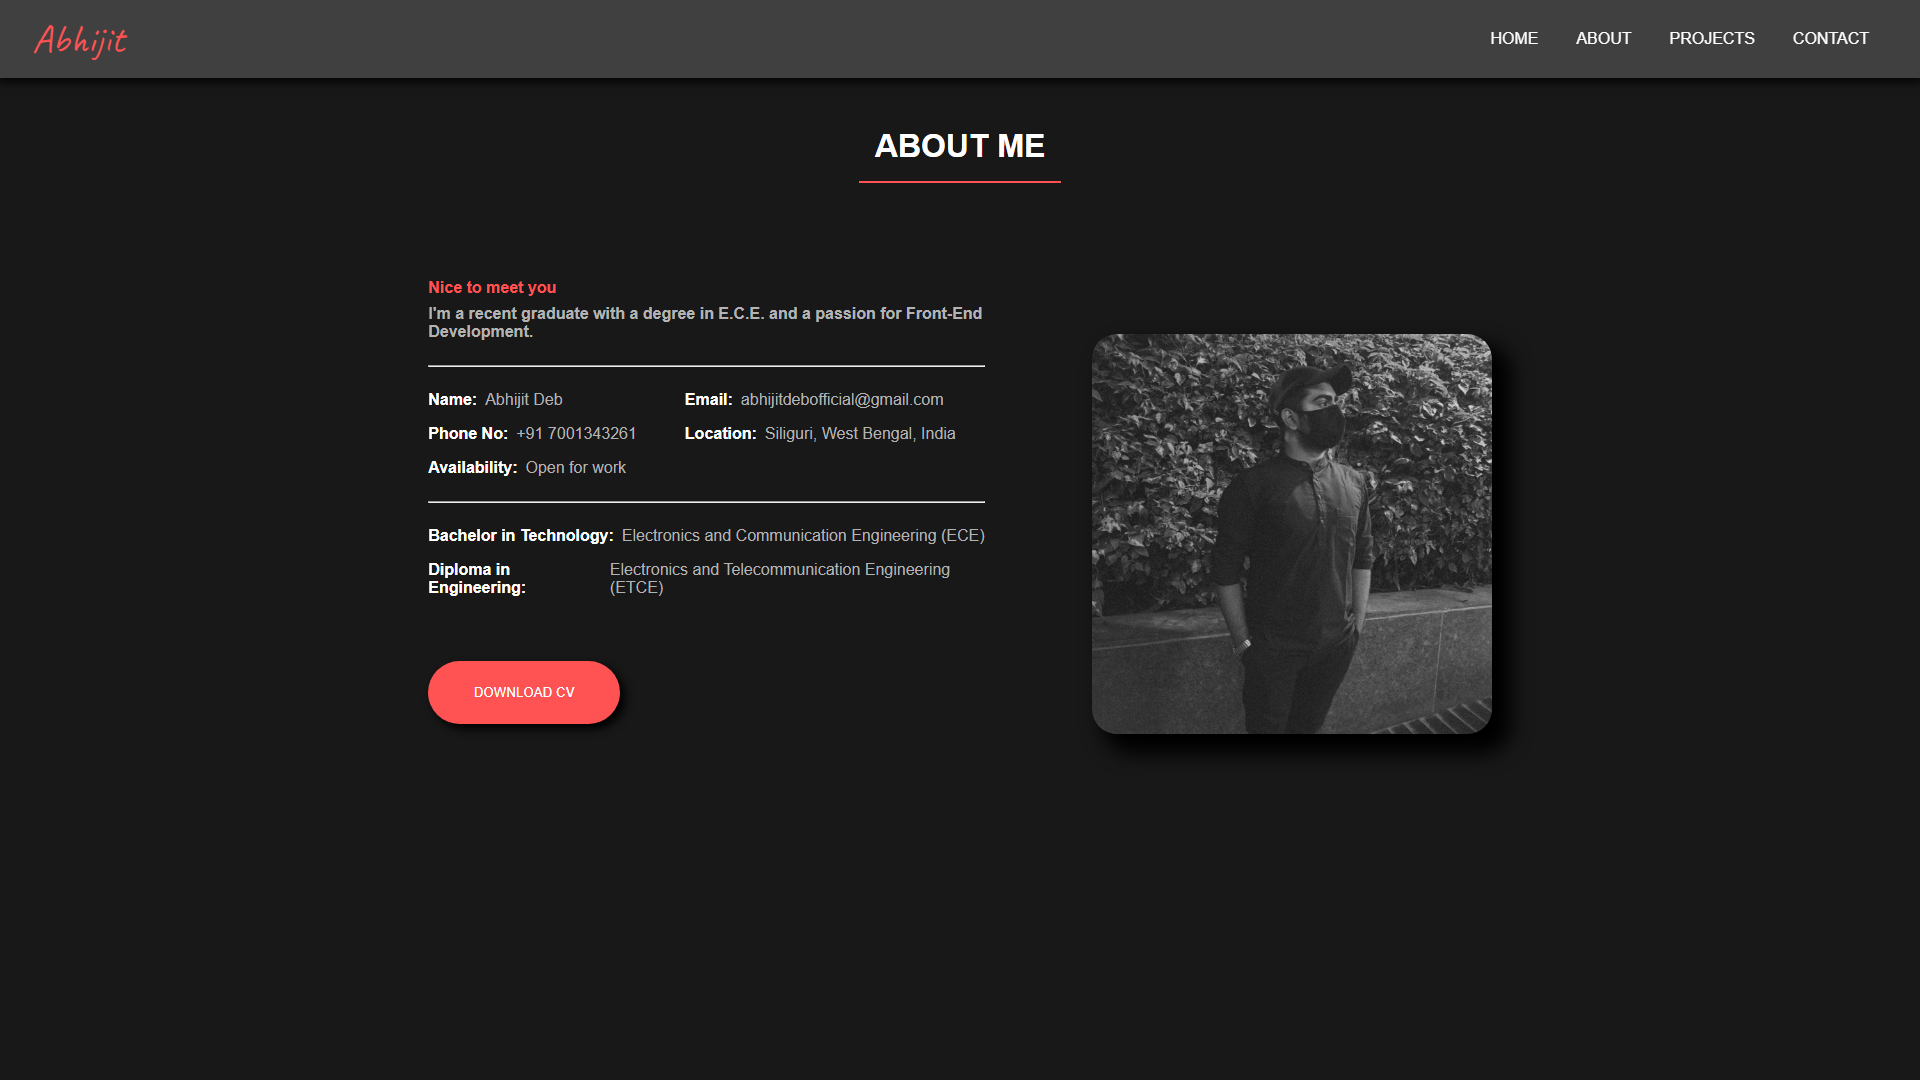 Abhijit
HOME ABOUT PROJECTS CONTACT
ABOUT ME
Nice to meet you
I'm a recent graduate with a degree in E.C.E. and a passion for Front-End
Development.
Name: Abhijit Deb
Email: abhijitdebofficial@gmail.com
Phone No: +91 7001343261
Location: Siliguri, West Bengal, India
Availability: Open for work
Bachelor in Technology: Electronics and Communication Engineering (ECE)
Diploma in
Engineering:
Electronics and Telecommunication Engineering
(ETCE)
DOWNLOAD CV